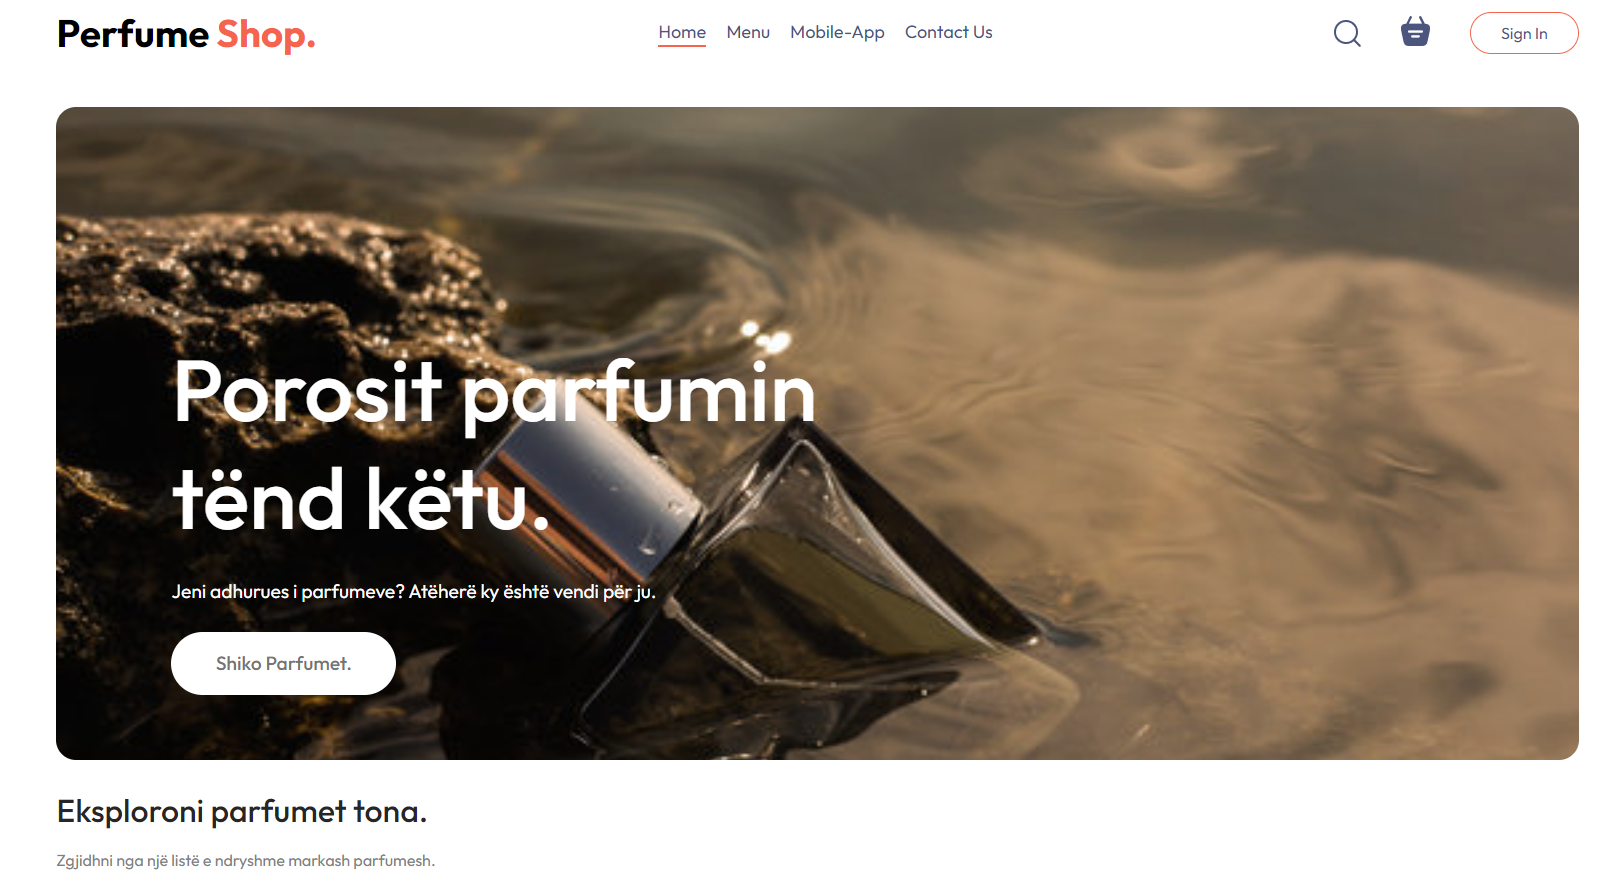 Perfume Shop.
Home Menu Mobile-App Contact Us
Sign In
Porosit parfumin
tënd këtu.
Jeni adhurues i parfumeve? Atëherë ky është vendi për ju.
Shiko Parfumet.
Eksploroni parfumet tona.
Zgjidhni nga një listë e ndryshme markash parfumesh.